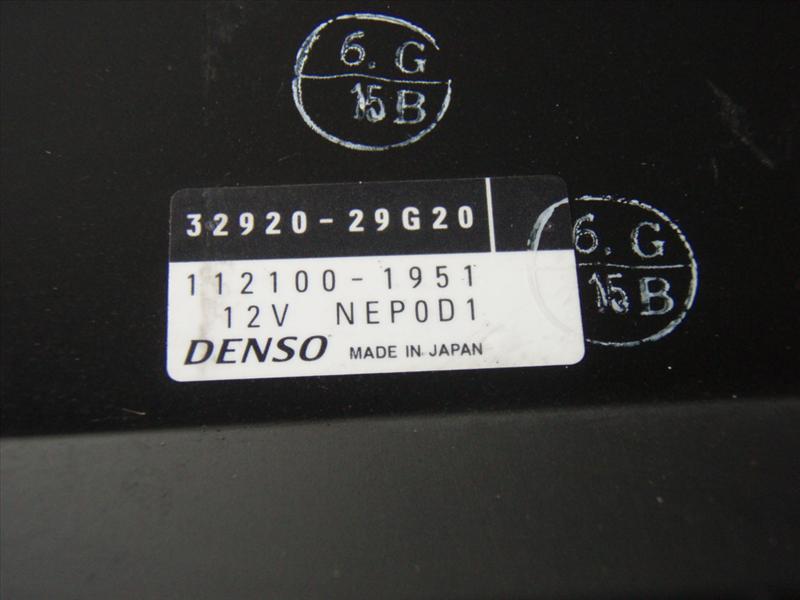 6. G
15B
32920-29G20
112100-1951
12V NEP0D1
DENSO MADE IN JAPAN
6. G
15B